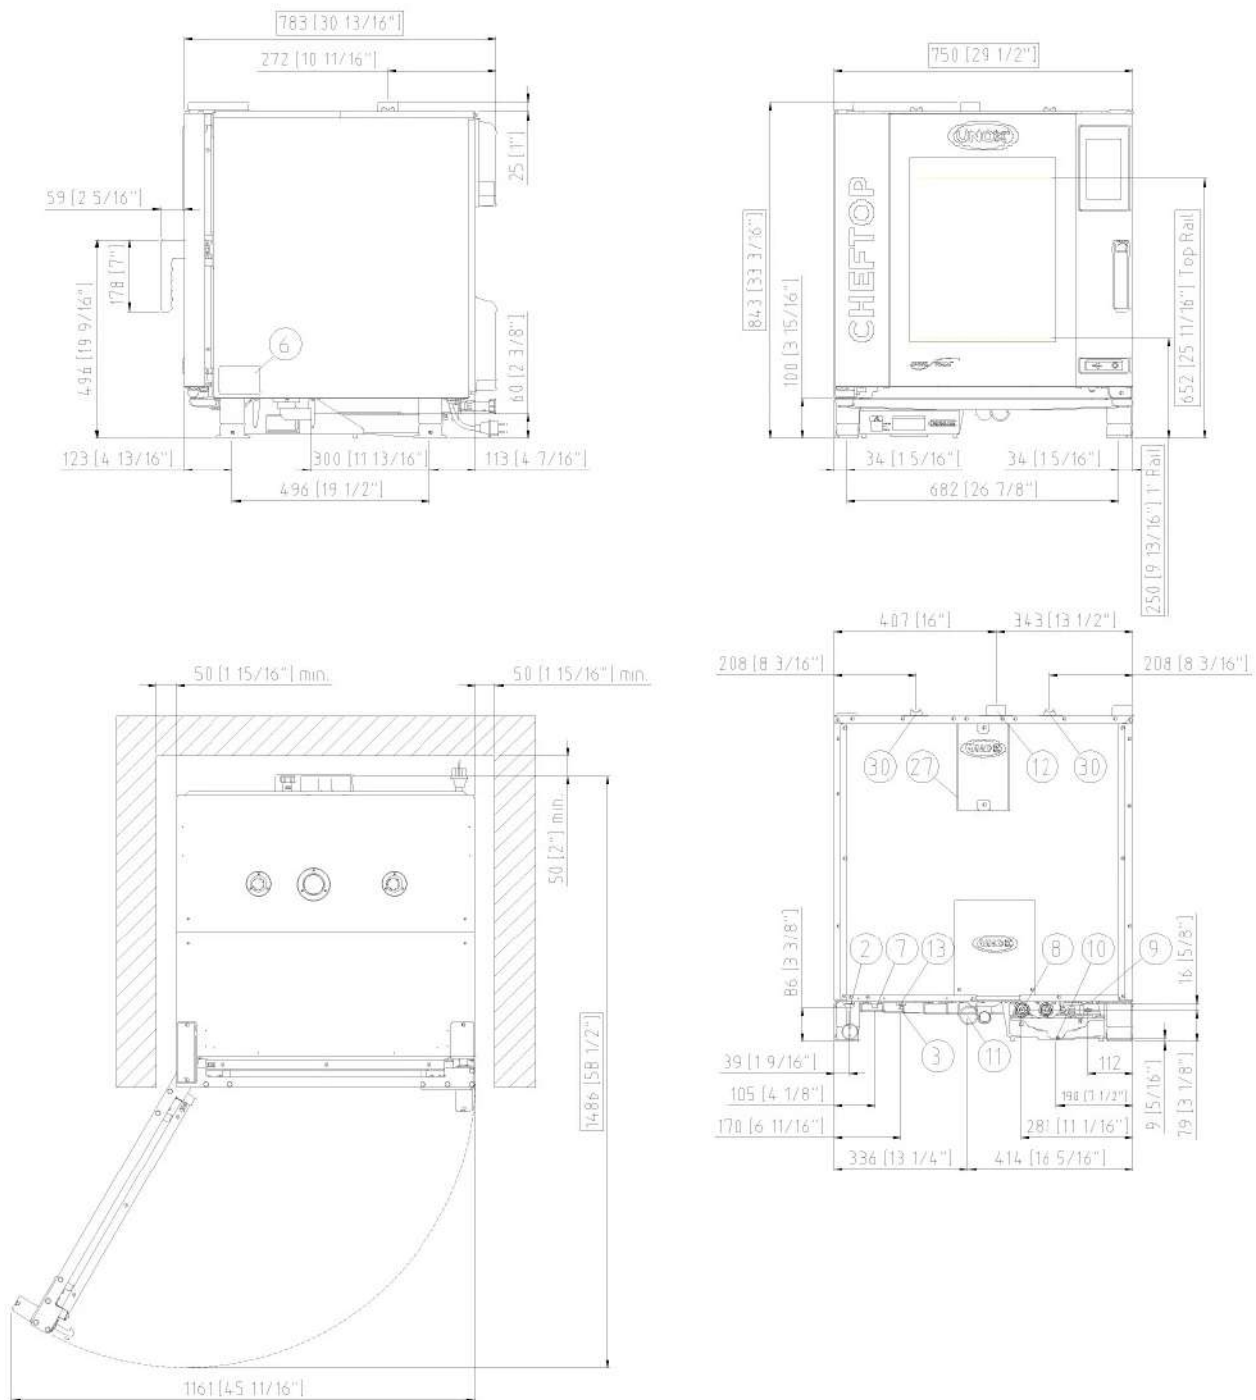 783 [30 13/16"]
272 [10 11/16"]
25 [1"]
59 [2 5/16"]
178 [7"]
496 [19 9/16"]
6
60 [2 3/8"]
123 [4 13/16"]
300 [11 13/16"]
113 [4 7/16"]
496 [19 1/2"]
750 [29 1/2"]
UNOX
CHEFTOP
843 [33 3/16"]
100 [3 15/16"]
652 [25 11/16"] Top Rail
34 [1 5/16"]
34 [1 5/16"]
682 [26 7/8"]
250 [9 13/16"] 1° Rail
50 [1 15/16"] min.
50 [1 15/16"] min.
50 [2"] min
1486 [58 1/2"]
1161 [45 11/16"]
407 [16"]
343 [13 1/2"]
208 [8 3/16"]
208 [8 3/16"]
30
27
UNOX
12
30
86 [3 3/8"]
2
7
13
UNOX
8
10
9
16 [5/8"]
3
11
39 [1 9/16"]
112
105 [4 1/8"]
190 [7 1/2"]
9 [5/16"]
79 [3 1/8"]
170 [6 11/16"]
281 [11 1/16"]
336 [13 1/4"]
414 [16 5/16"]